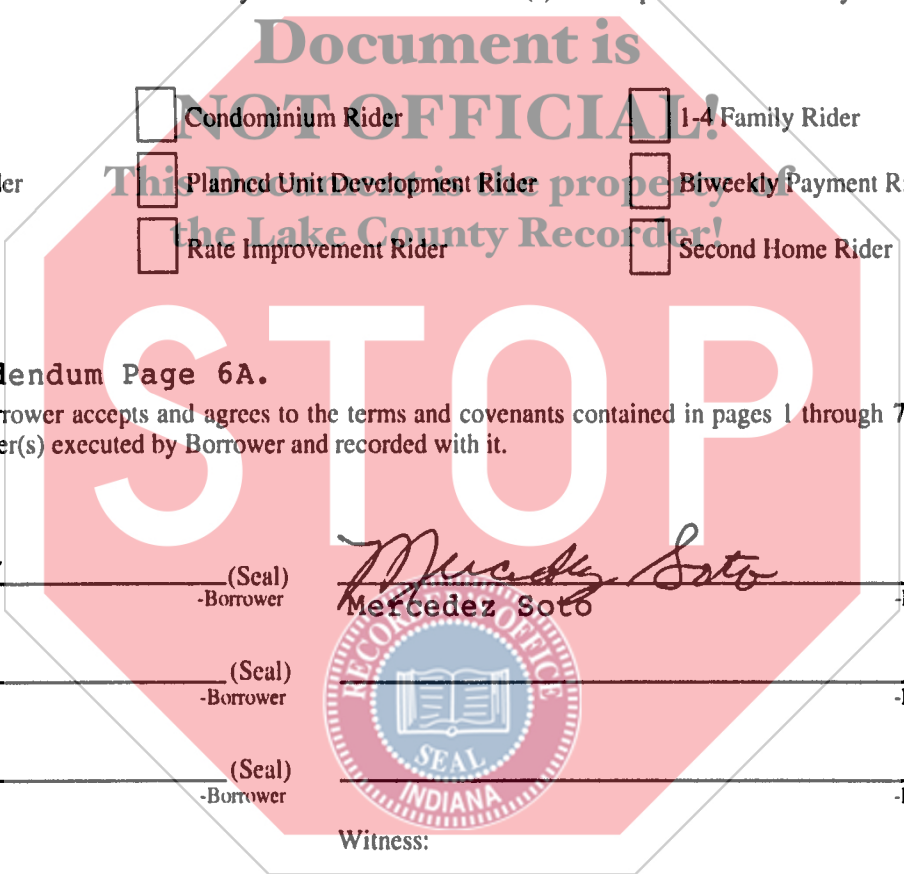 Document is
NOT OFFICIAL!
This Document is the property of
the Lake County Recorder!
Condominium Rider 1-4 Family Rider
Planned Unit Development Rider Biweekly Payment
Rate Improvement Rider Second Home Rider
STOP
Page 6A.
accepts and agrees to the terms and covenants contained in pages 1 through 7
executed by Borrower and recorded with it.
(Seal) Mercedez Soto
-Borrower Mercedez Soto
(Seal)
-Borrower
(Seal)
-Borrower
RECORDER'S OFFICE
SEAL
INDIANA
Witness: